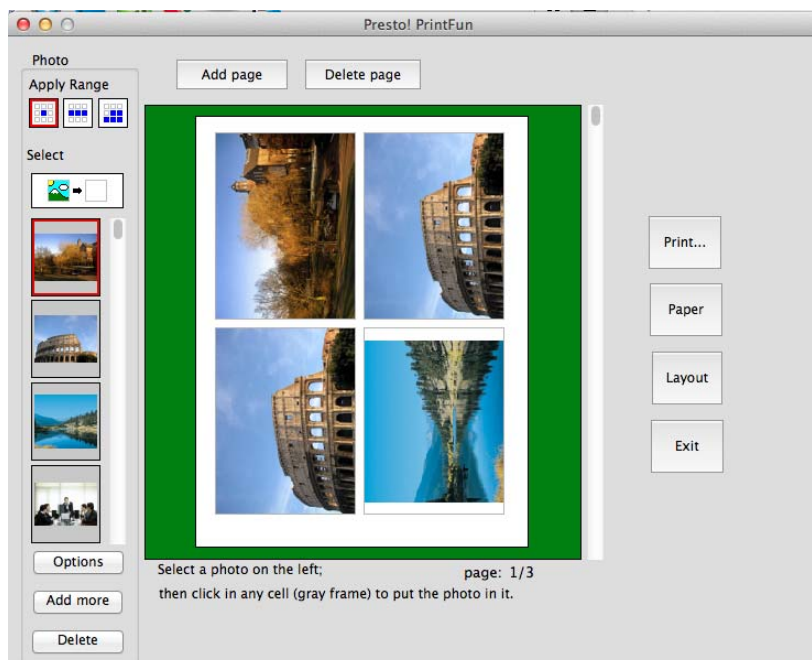 Presto! PrintFun
Photo
Apply Range
Select
Options
Add more
Delete
Add page
Delete page
Select a photo on the left;
page: 1/3
then click in any cell (gray frame) to put the photo in it.
Print...
Paper
Layout
Exit